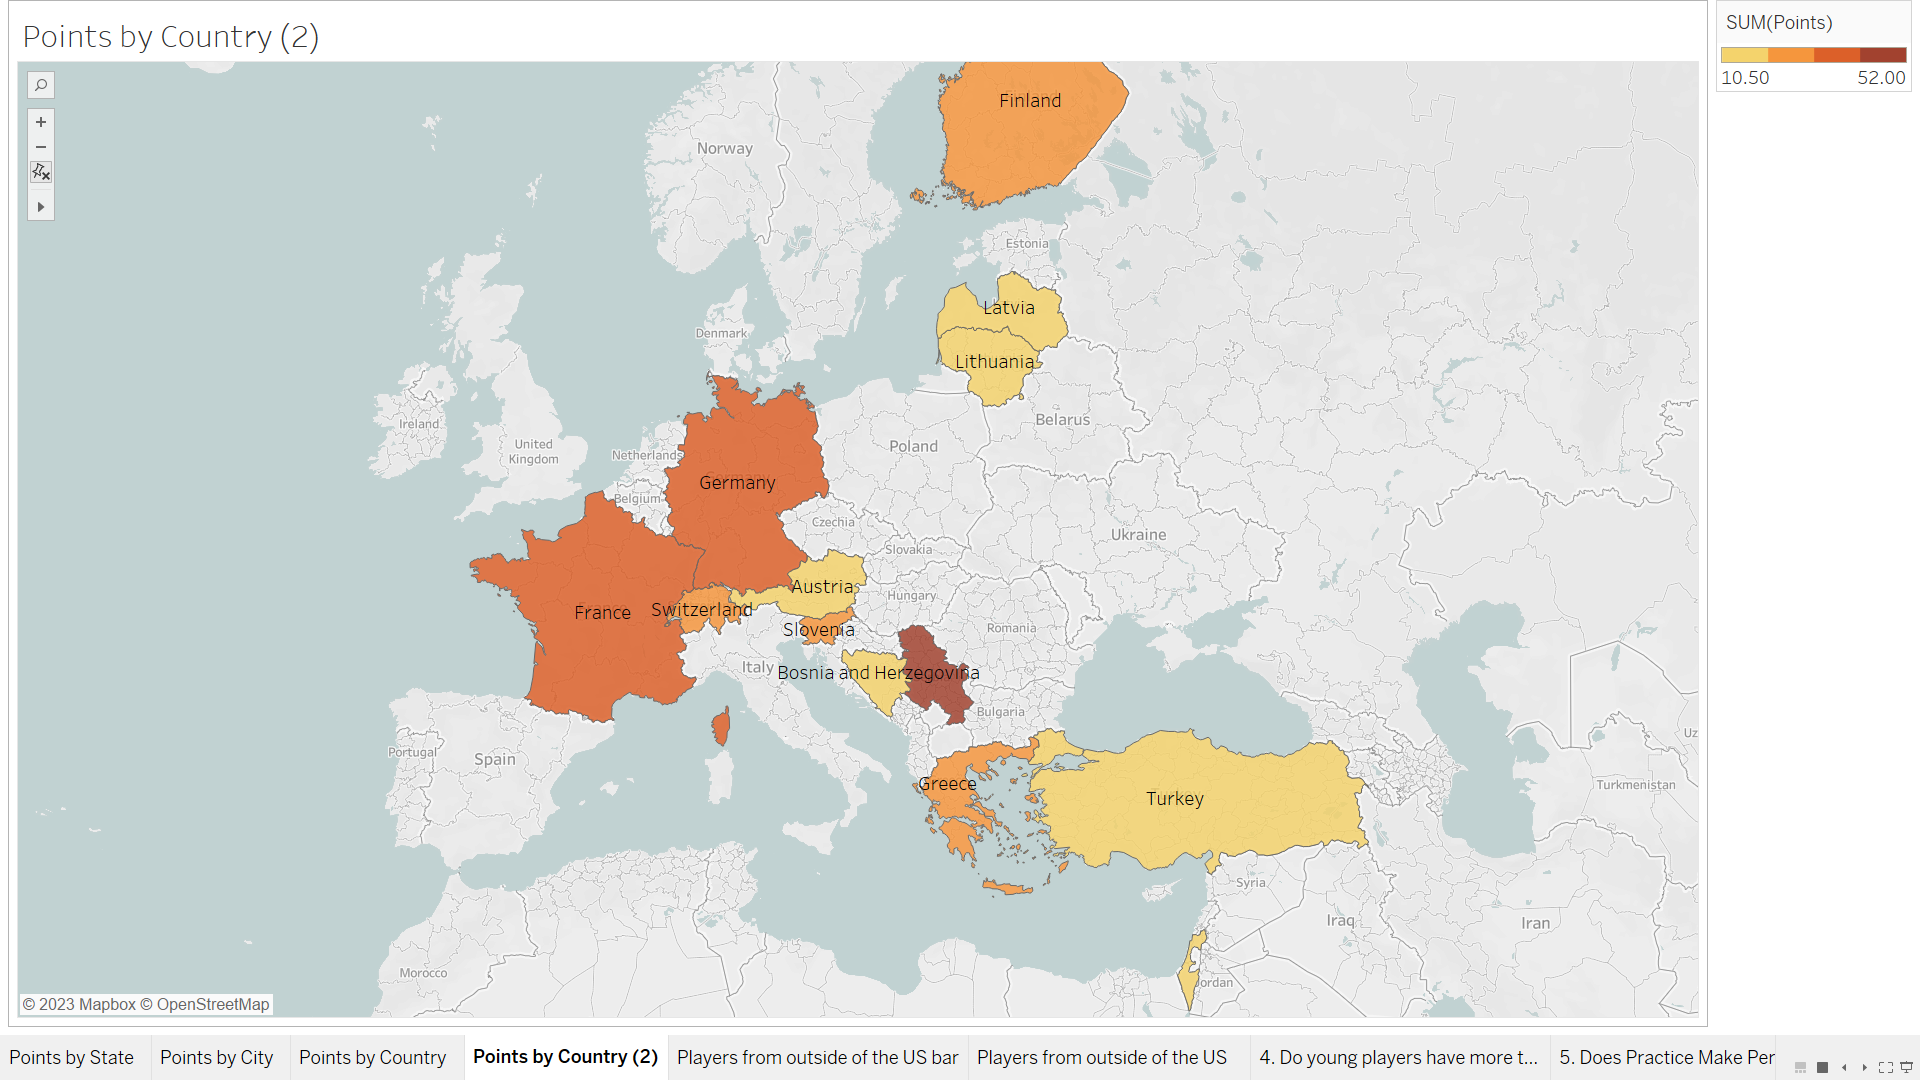 Points by Country (2)
SUM(Points)
10.50
52.00
Finland
Norway
Estonia
Latvia
Denmark
Lithuania
Ireland
Belarus
United
Kingdom
Poland
Netherlands
Germany
Belgium
Czechia
Ukraine
Slovakia
Austria
Hungary
Switzerland
France
Slovenia
Romania
Italy
Bosnia and Herzegovina
Bulgaria
Uz
Portugal
Spain
Greece
Turkey
Turkmenistan
Syria
Iraq
Iran
Morocco
Jordan
© 2023 Mapbox © OpenStreetMap
Points by State
Points by City
Points by Country
Points by Country (2)
Players from outside of the US bar
Players from outside of the US
4. Do young players have more t...
5. Does Practice Make Per